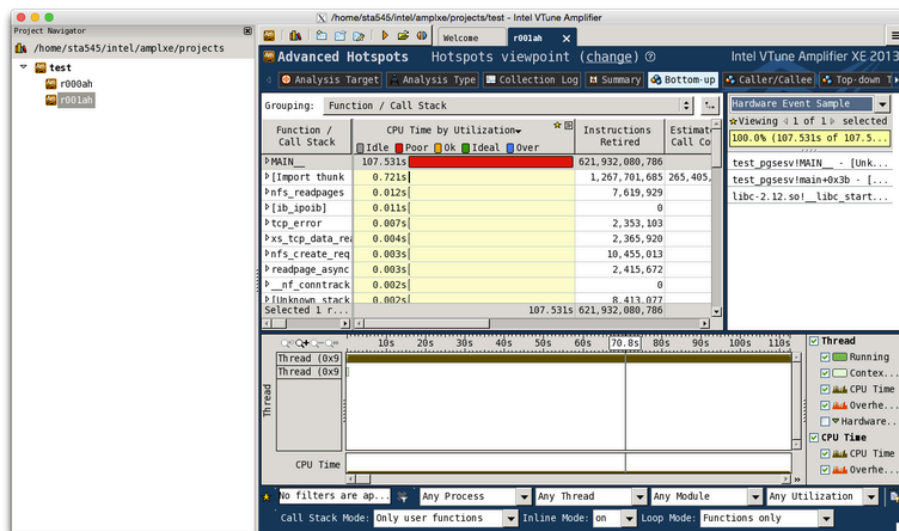 /home/sta545/intel/amplxe/projects/test - Intel VTune Amplifier
Project Navigator
/home/sta545/intel/amplxe/projects
test
r000ah
r001ah
Welcome
r001ah
Advanced Hotspots Hotspots viewpoint (change)
Intel VTune Amplifier XE 2013
Analysis Target
Analysis Type
Collection Log
Summary
Bottom-up
Caller/Callee
Top-down T
Grouping: Function / Call Stack
Function / Call Stack
CPU Time by Utilization
Idle Poor Ok Ideal Over
Instructions Retired
Estimate Call Co
MAIN__ 107.531s 621,932,080,786
[Import thunk 0.721s 1,267,701,685 265,405,
nfs_readpages 0.012s 7,619,929
[ib_ipoib] 0.011s 0
tcp_error 0.007s 2,353,103
xs_tcp_data_rea 0.004s 2,365,920
nfs_create_req 0.003s 10,455,013
readpage_async 0.003s 2,415,672
__nf_conntrack 0.002s 0
[Unknown stack 0.002s 8,413,077
Selected 1 r... 107.531s 621,932,080,786
Hardware Event Sample
Viewing 1 of 1 selected
100.0% (107.531s of 107.5...
test_pgsesv!MAIN__ - [Unk...
test_pgsesv!main+0x3b - [...
libc-2.12.so!__libc_start...
10s 20s 30s 40s 50s 60s 70.8s 80s 90s 100s 110s
Thread (0x9
Thread (0x9
Thread
CPU Time
Thread
Running
Contex...
CPU Time
Overhe...
Hardware..
CPU Time
CPU Time
Overhe...
No filters are ap...
Any Process
Any Thread
Any Module
Any Utilization
Call Stack Mode: Only user functions
Inline Mode: on
Loop Mode: Functions only